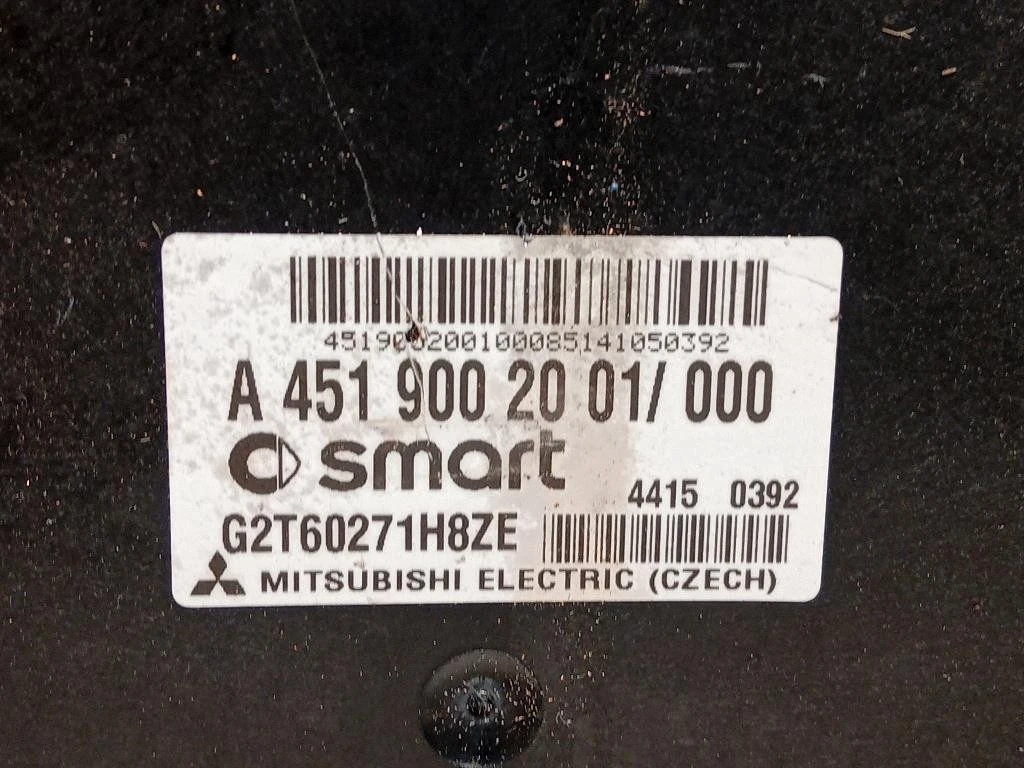 451900200100085141050392
A 451 900 20 01/ 000
smart
4415 0392
G2T60271H8ZE
MITSUBISHI ELECTRIC (CZECH)